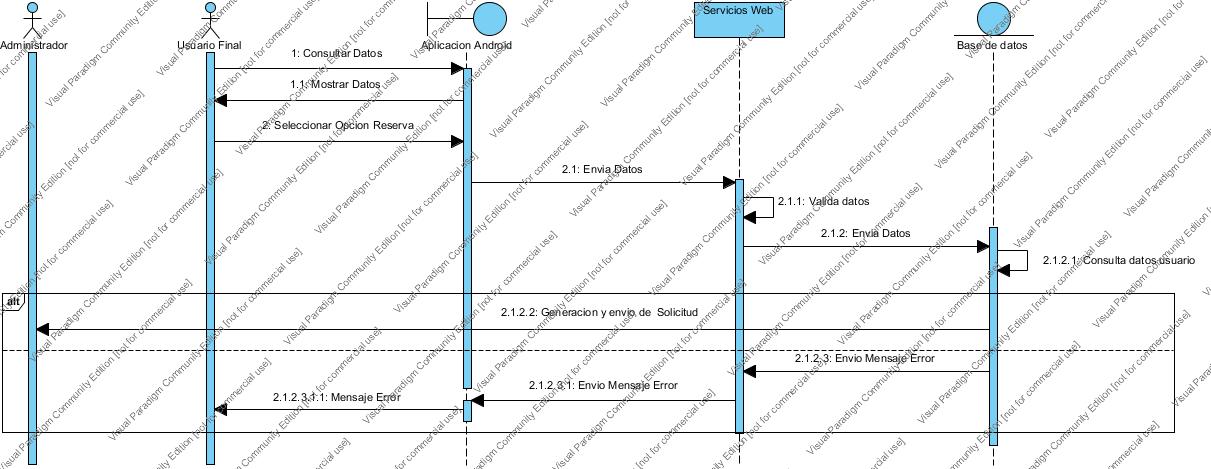 Servicios Web
Administrador
Usuario Final
Aplicacion Android
Base de datos
1: Consultar Datos
1.1: Mostrar Datos
2: Seleccionar Opcion Reserva
2.1: Envia Datos
2.1.1: Valida datos
2.1.2: Envia Datos
2.1.2.1: Consulta datos usuario
alt
2.1.2.2: Generacion y envio de Solicitud
2.1.2.3: Envio Mensaje Error
2.1.2.3.1: Envio Mensaje Error
2.1.2.3.1.1: Mensaje Error
Visual Paradigm Community Edition [not for commercial use]